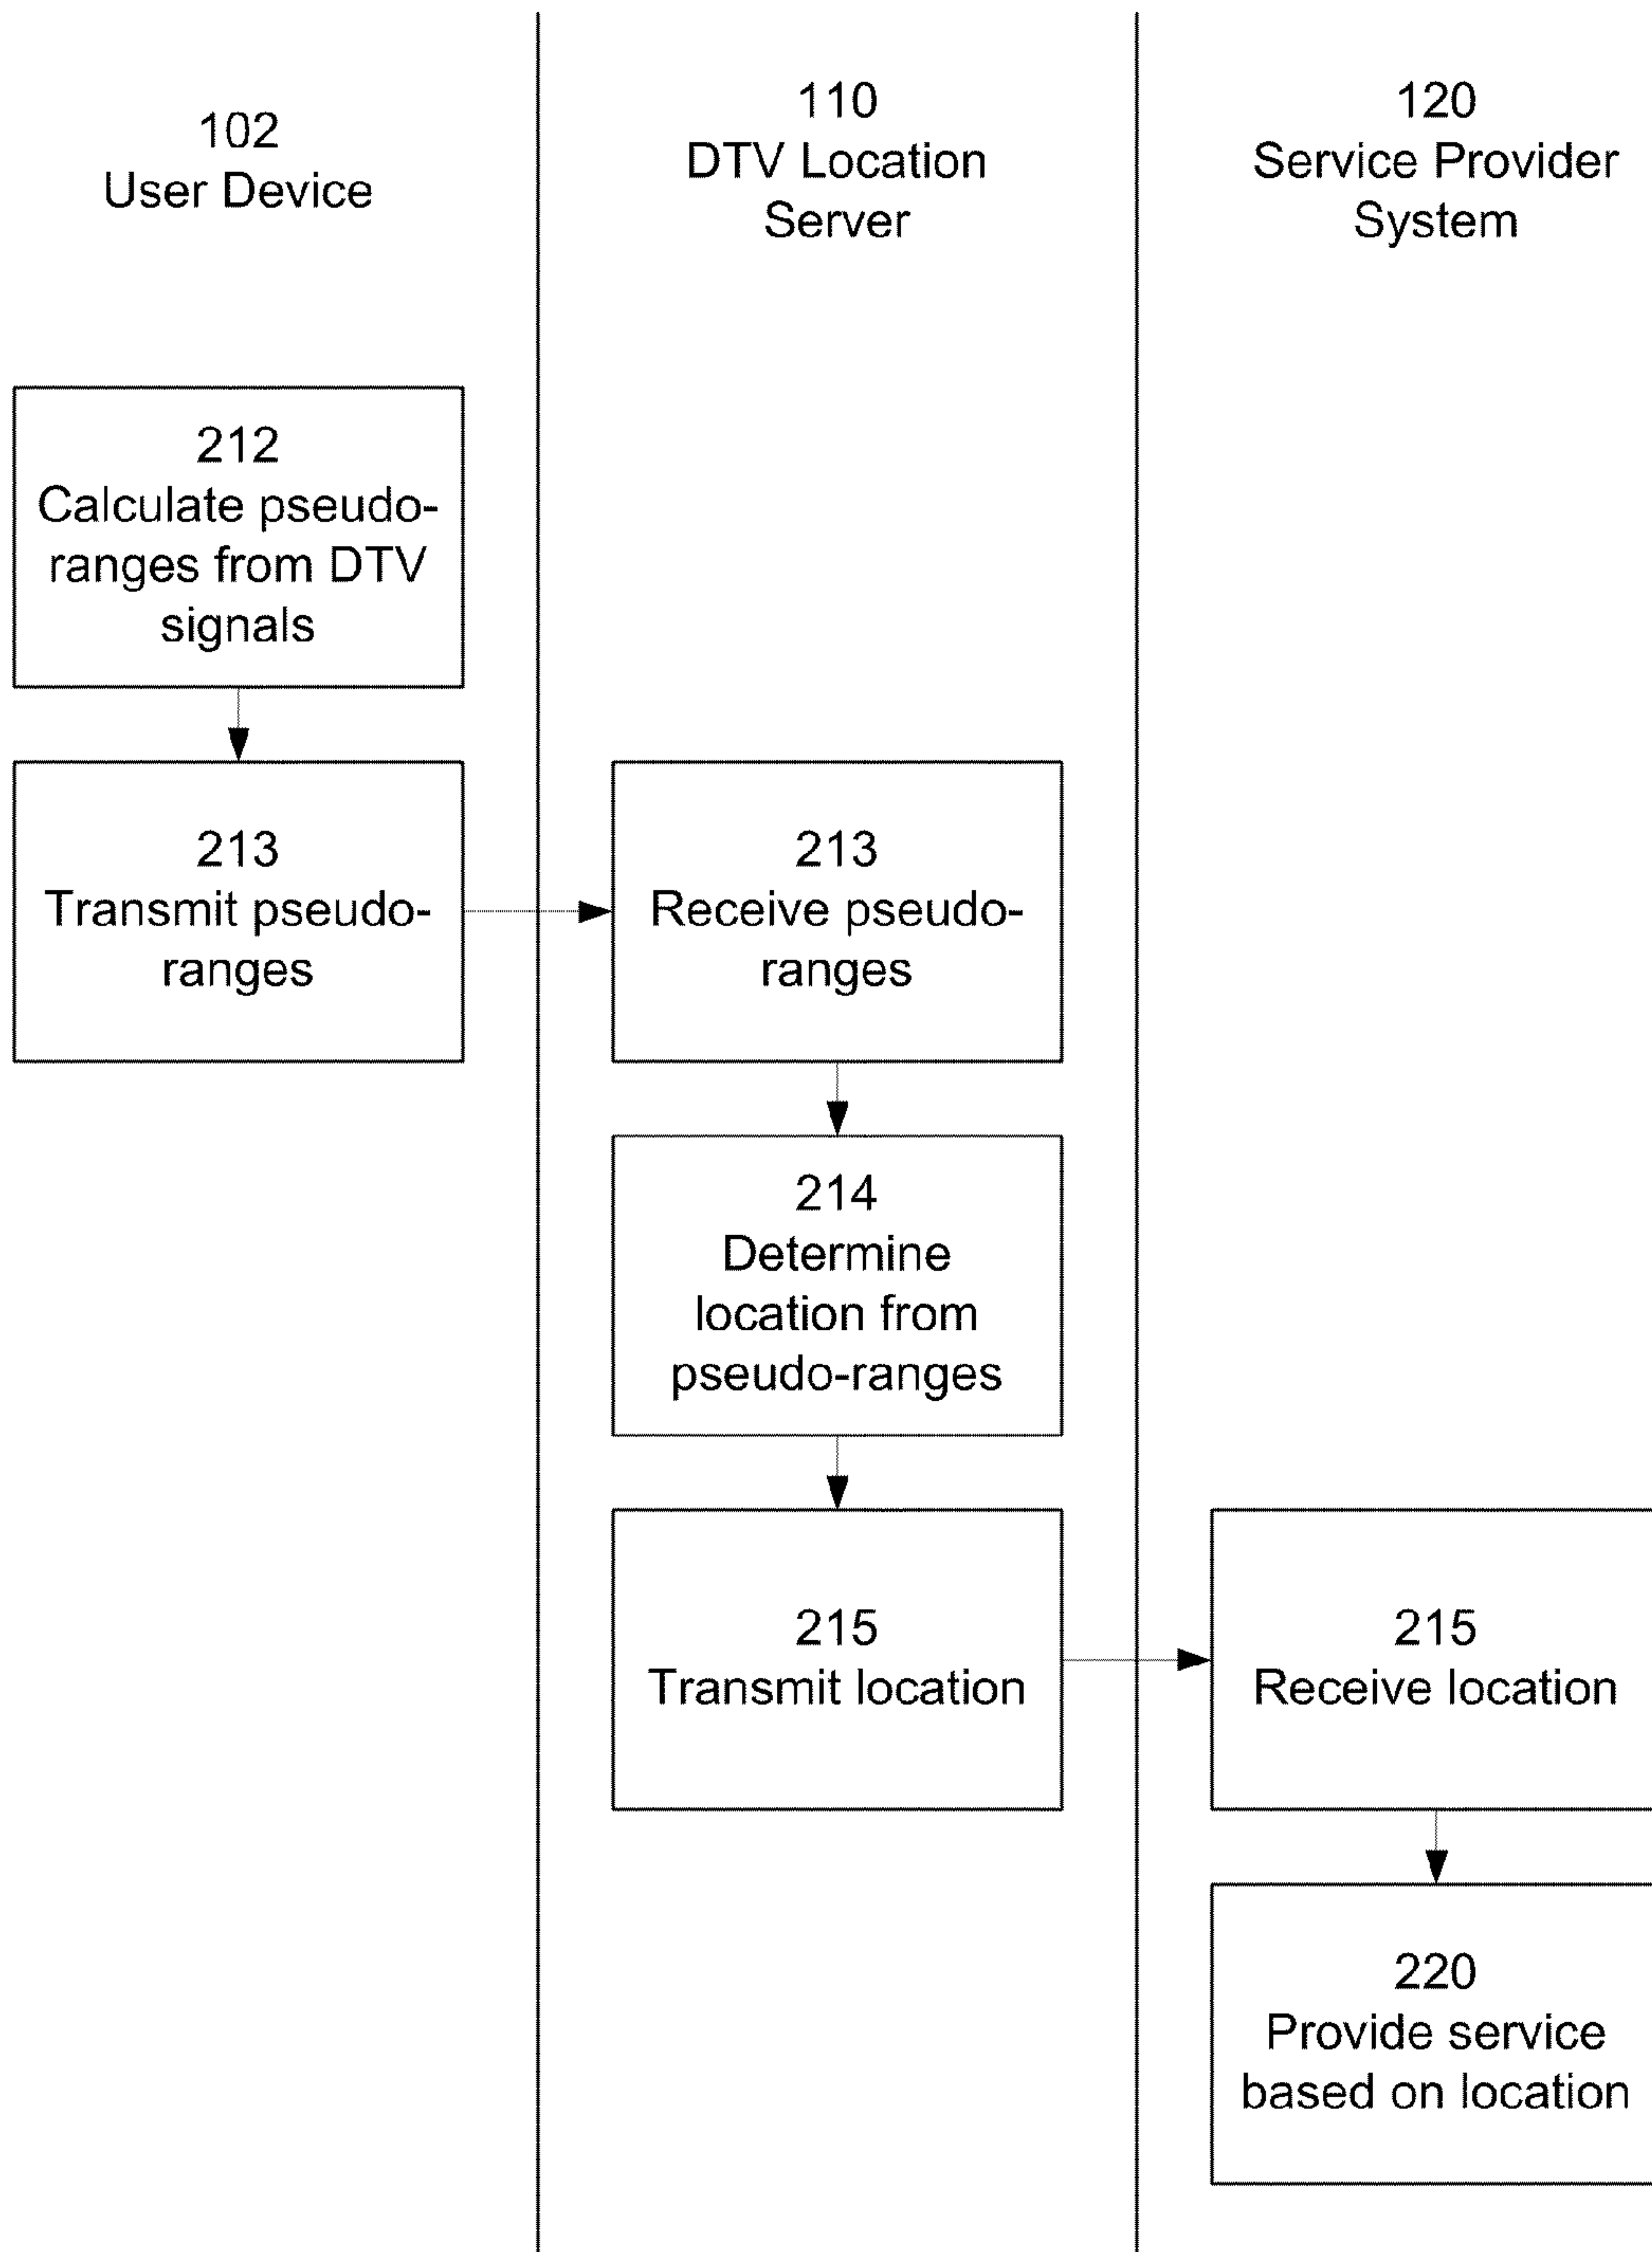 102
User Device
110
DTV Location
Server
120
Service Provider
System
212
Calculate pseudo-
ranges from DTV
signals
213
Transmit pseudo-
ranges
213
Receive pseudo-
ranges
214
Determine
location from
pseudo-ranges
215
Transmit location
215
Receive location
220
Provide service
based on location